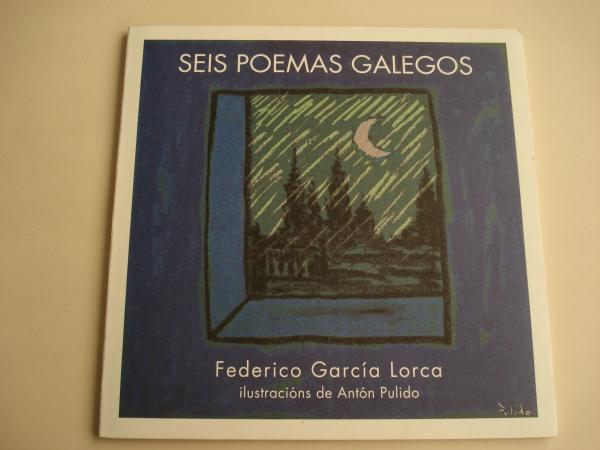 SEIS POEMAS GALEGOS
Federico García Lorca
ilustracións de Antón Pulido
Pulido